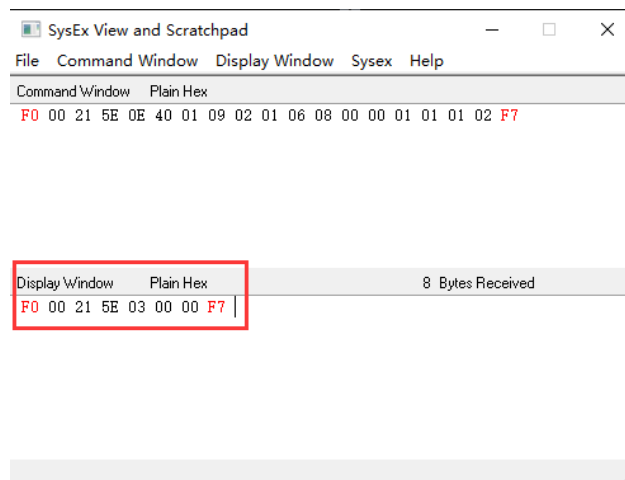 SysEx View and Scratchpad
File Command Window Display Window Sysex Help
Command Window Plain Hex
F0 00 21 5E 0E 40 01 09 02 01 06 08 00 00 01 01 01 02 F7
Display Window Plain Hex 8 Bytes Received
F0 00 21 5E 03 00 00 F7